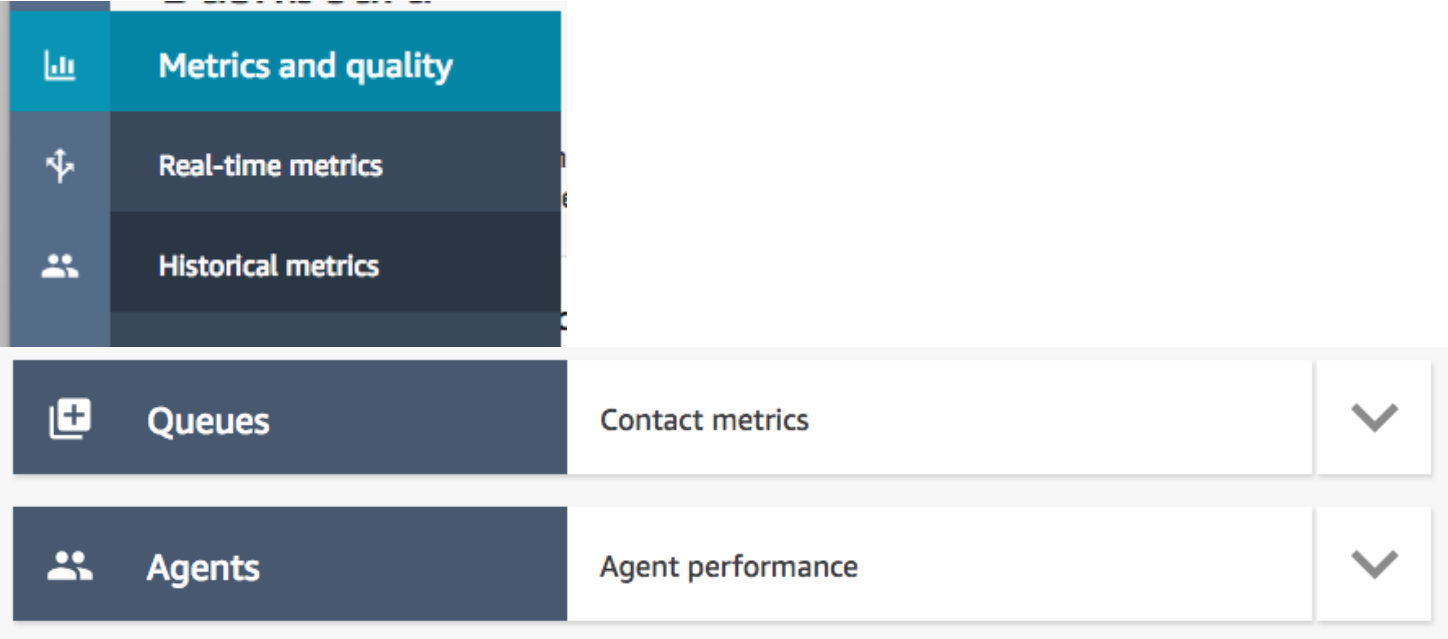 Metrics and quality
Real-time metrics
Historical metrics
Queues
Contact metrics
Agents
Agent performance